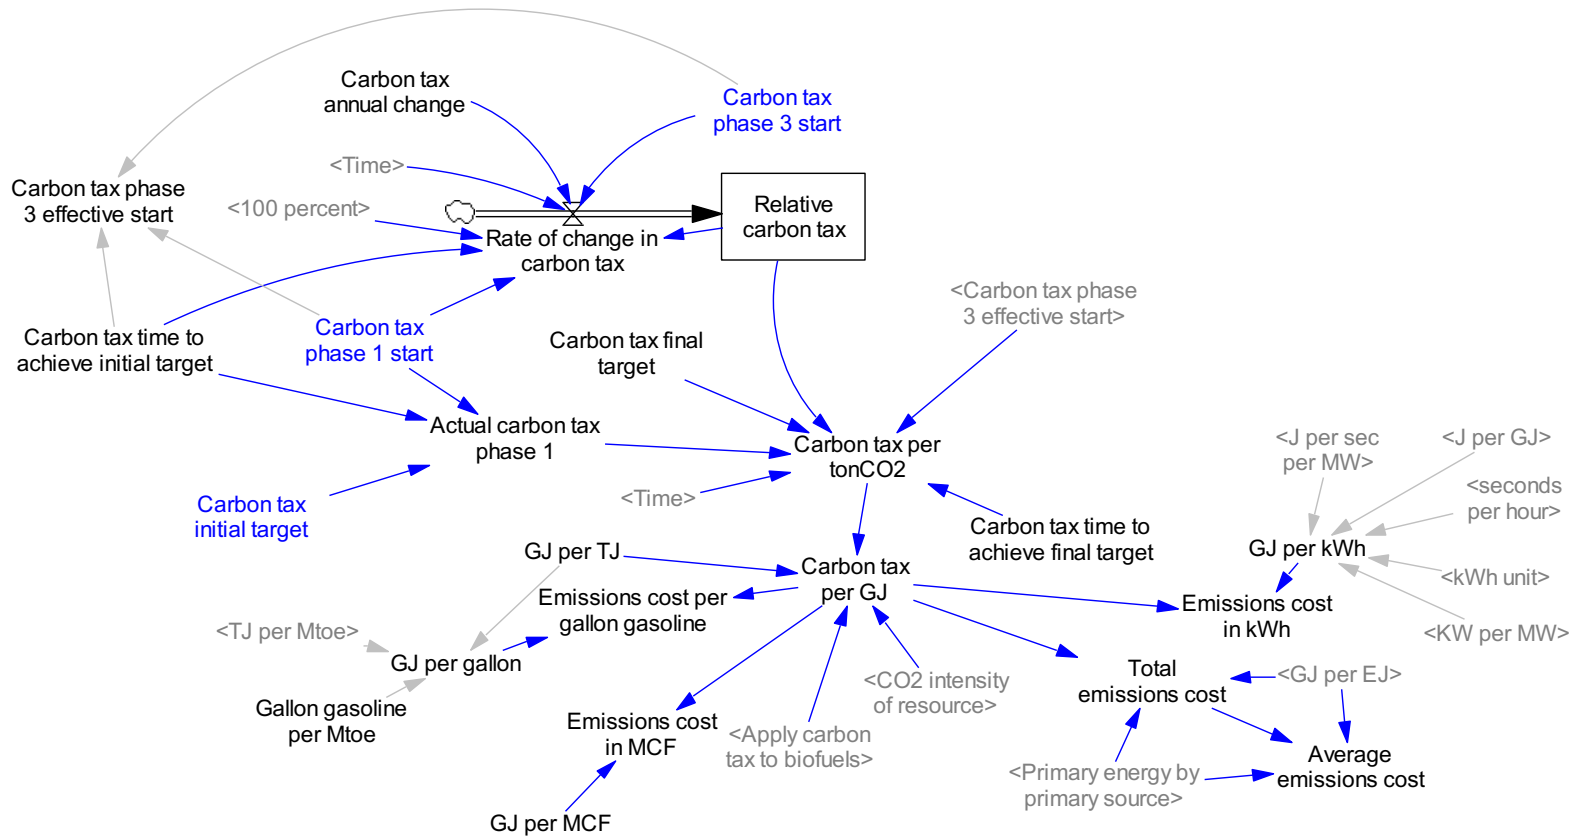 Carbon tax
annual change
Carbon tax
phase 3 start
<Time>
Carbon tax phase
3 effective start
<100 percent>
Relative
carbon tax
Rate of change in
carbon tax
<Carbon tax phase
3 effective start>
Carbon tax time to
achieve initial target
Carbon tax
phase 1 start
Carbon tax final
target
Actual carbon tax
phase 1
Carbon tax per
tonCO2
<J per sec
per MW>
<J per GJ>
<seconds
per hour>
Carbon tax
initial target
<Time>
Carbon tax time to
achieve final target
GJ per kWh
GJ per TJ
Carbon tax
per GJ
<kWh unit>
Emissions cost per
gallon gasoline
Emissions cost
in kWh
<TJ per Mtoe>
<KW per MW>
GJ per gallon
Total
emissions cost
<GJ per EJ>
<CO2 intensity
of resource>
Gallon gasoline
per Mtoe
Emissions cost
in MCF
<Apply carbon
tax to biofuels>
Average
emissions cost
<Primary energy by
primary source>
GJ per MCF